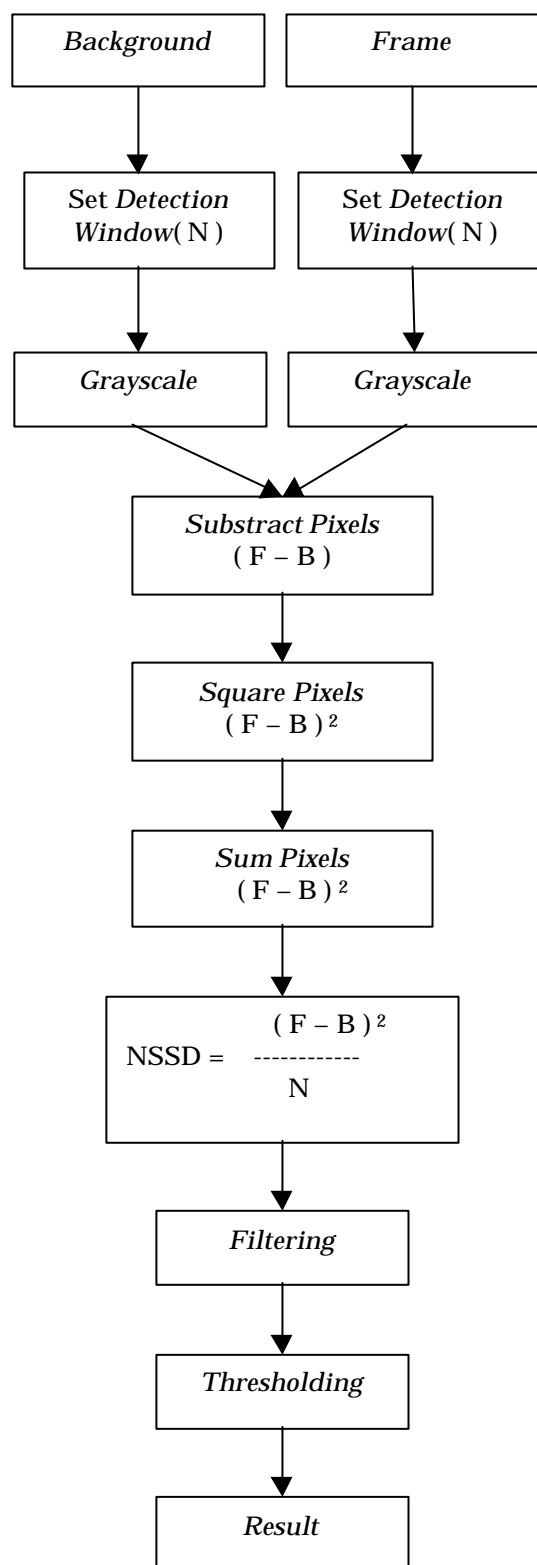 Background
Frame
Set Detection
Window( N )
Set Detection
Window( N )
Grayscale
Grayscale
Substract Pixels
( F – B )
Square Pixels
( F – B ) ²
Sum Pixels
( F – B ) ²
( F – B ) ²
NSSD = ------------
N
Filtering
Thresholding
Result